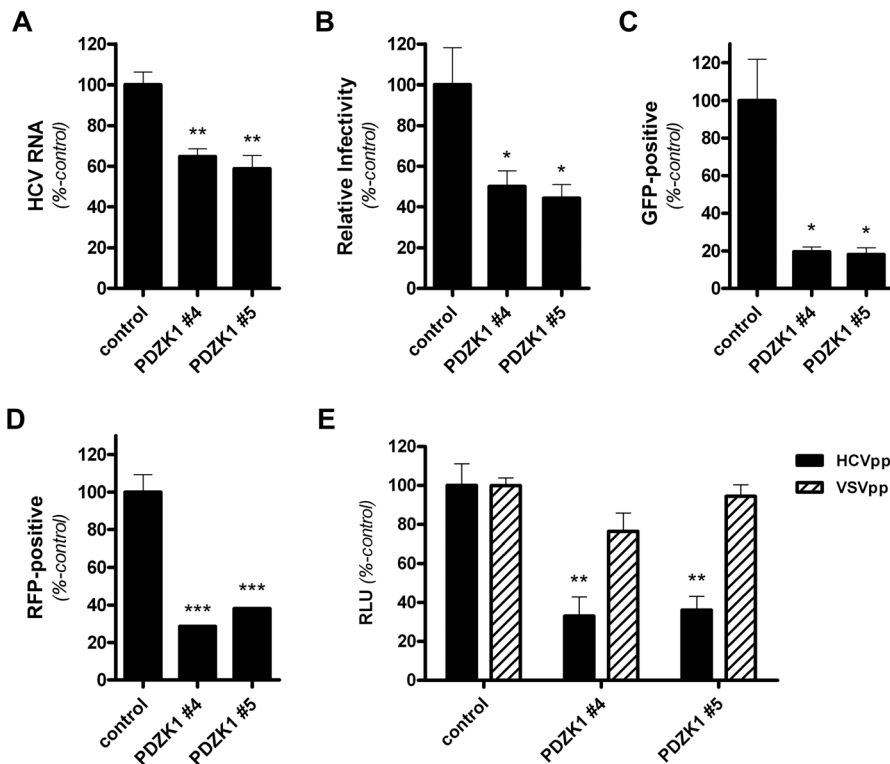 A
HCV RNA
(%-control)
120
100
80
60
40
20
0
**
**
control
PDZK1 #4
PDZK1 #5
B
Relative Infectivity
(%-control)
120
100
80
60
40
20
0
*
*
control
PDZK1 #4
PDZK1 #5
C
GFP-positive
(%-control)
120
100
80
60
40
20
0
*
*
control
PDZK1 #4
PDZK1 #5
D
RFP-positive
(%-control)
120
100
80
60
40
20
0
***
***
control
PDZK1 #4
PDZK1 #5
E
RLU (%-control)
120
100
80
60
40
20
0
**
**
control
PDZK1 #4
PDZK1 #5
HCVpp
VSVpp